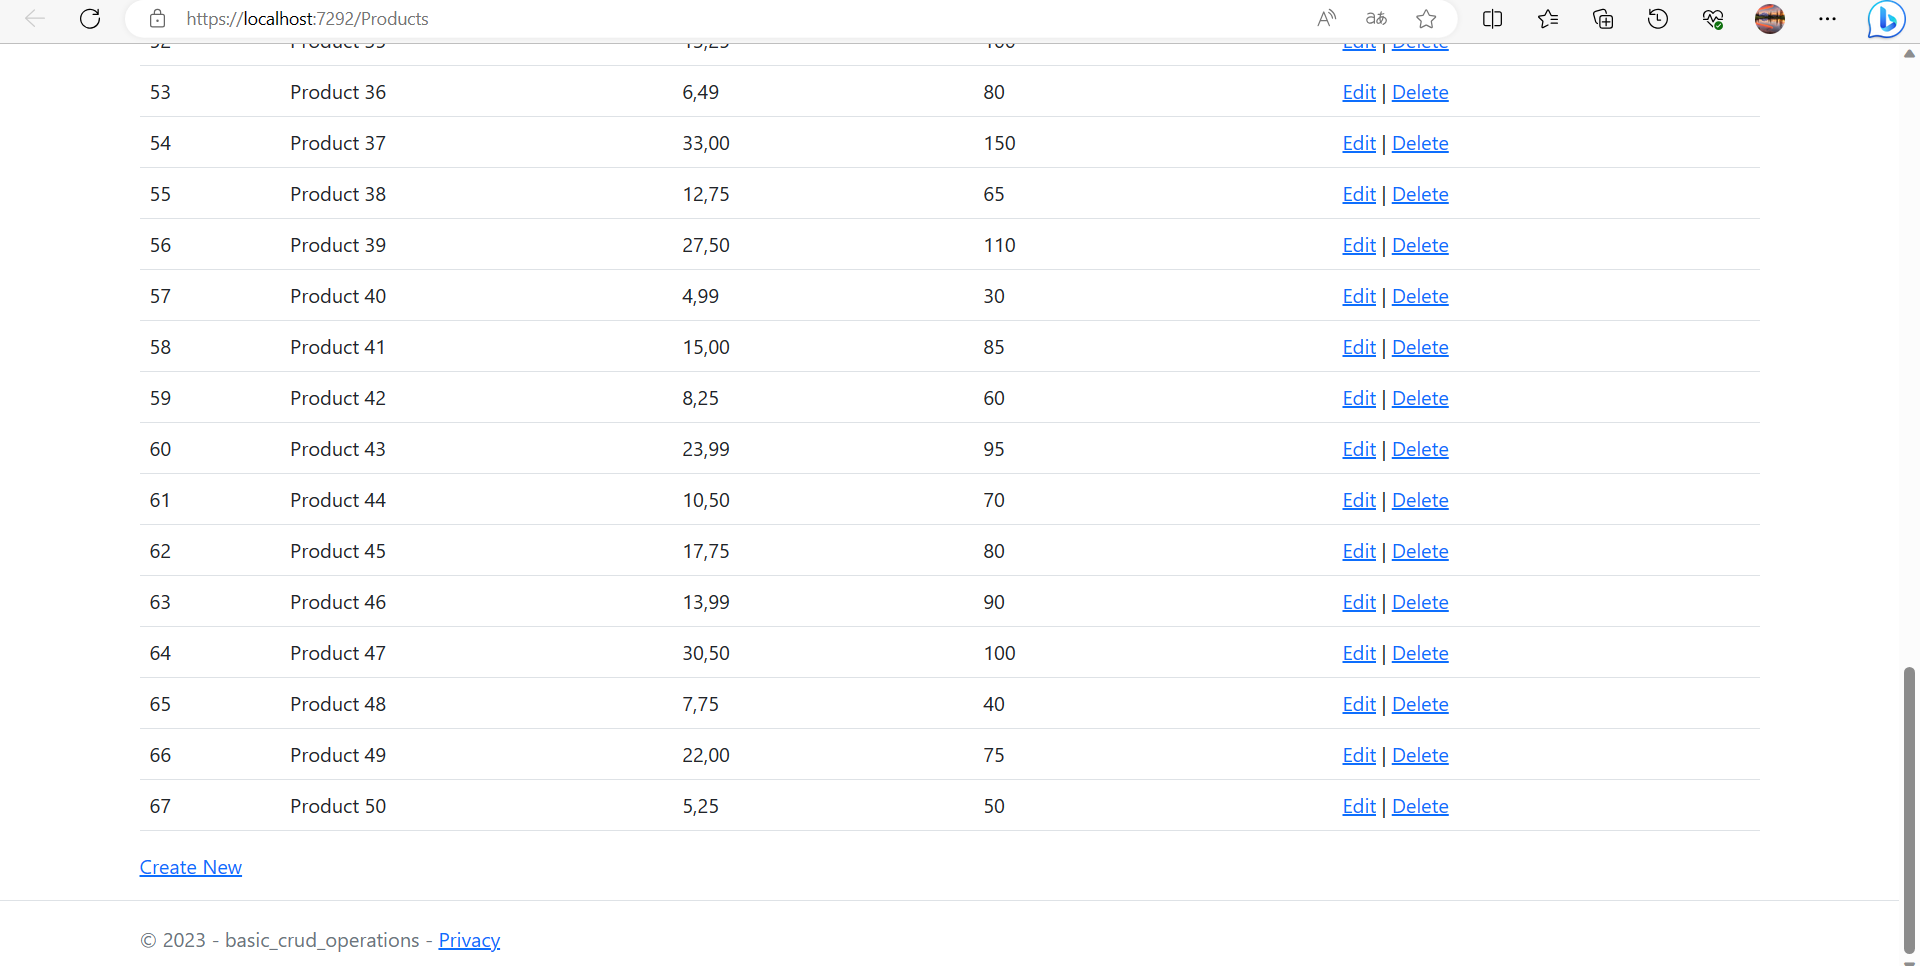 https://localhost:7292/Products
53 Product 36 6,49 80 Edit | Delete
54 Product 37 33,00 150 Edit | Delete
55 Product 38 12,75 65 Edit | Delete
56 Product 39 27,50 110 Edit | Delete
57 Product 40 4,99 30 Edit | Delete
58 Product 41 15,00 85 Edit | Delete
59 Product 42 8,25 60 Edit | Delete
60 Product 43 23,99 95 Edit | Delete
61 Product 44 10,50 70 Edit | Delete
62 Product 45 17,75 80 Edit | Delete
63 Product 46 13,99 90 Edit | Delete
64 Product 47 30,50 100 Edit | Delete
65 Product 48 7,75 40 Edit | Delete
66 Product 49 22,00 75 Edit | Delete
67 Product 50 5,25 50 Edit | Delete
Create New
© 2023 - basic_crud_operations - Privacy